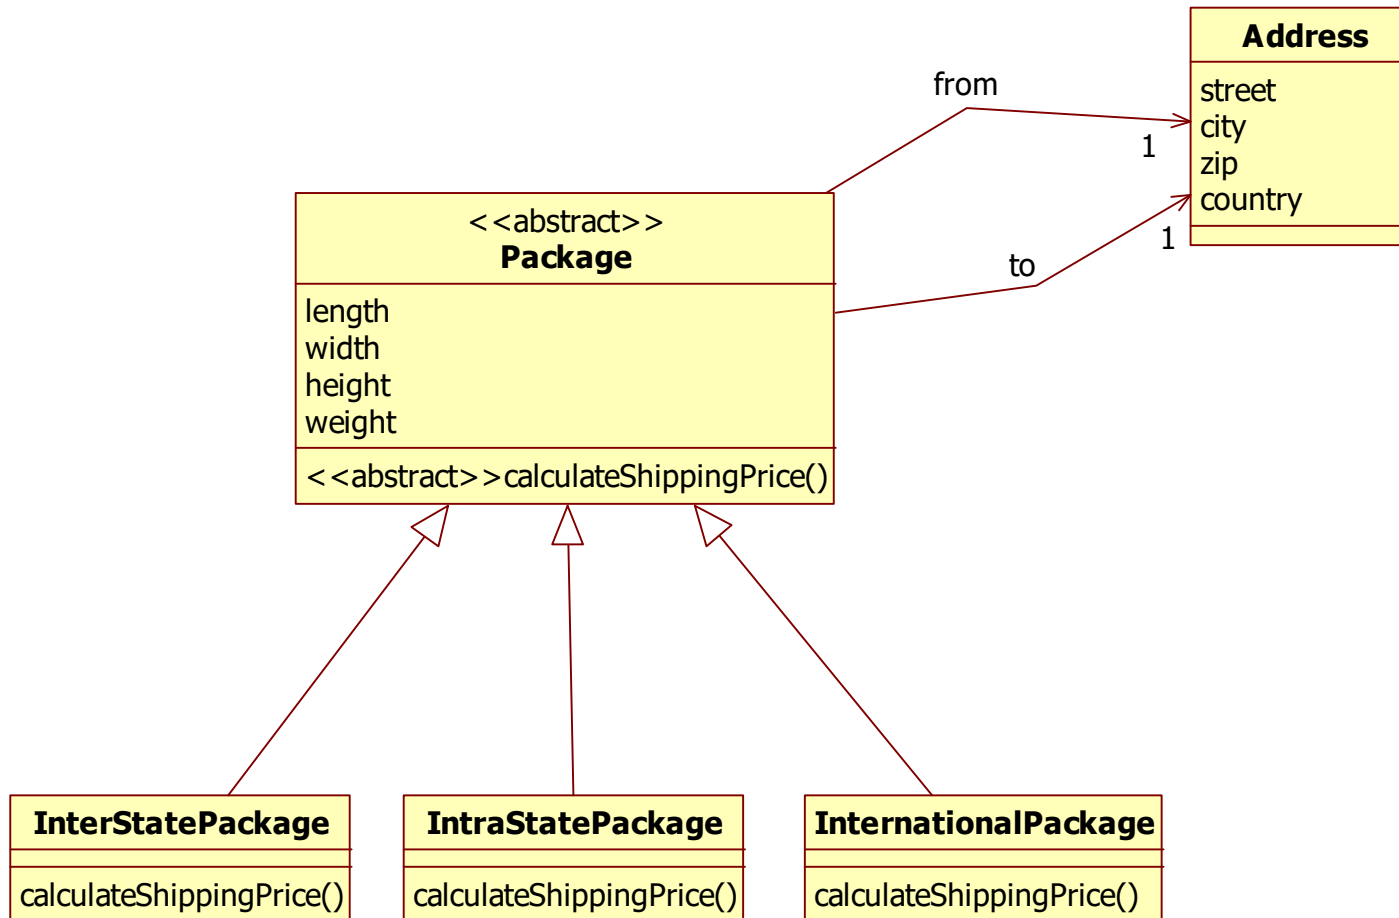 Address
street
city
zip
country
from
1
1
to
<<abstract>>
Package
length
width
height
weight
<<abstract>>calculateShippingPrice()
InterStatePackage
calculateShippingPrice()
IntraStatePackage
calculateShippingPrice()
InternationalPackage
calculateShippingPrice()